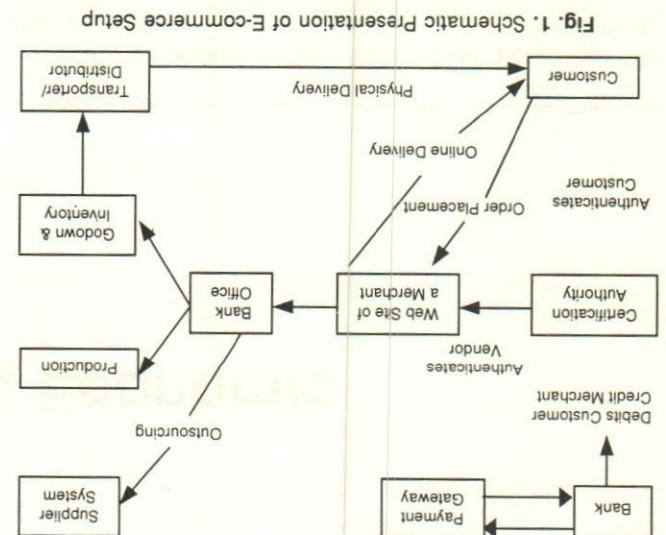 Bank
Payment
Gateway
Supplier
System
Debits Customer
Credit Merchant
Outsourcing
Authenticates
Vendor
Production
Certification
Authority
Web Site of
a Merchant
Bank
Office
Godown &
Inventory
Authenticates
Customer
Order Placement
Online Delivery
Customer
Physical Delivery
Transporter/
Distributor
Fig. 1. Schematic Presentation of E-commerce Setup